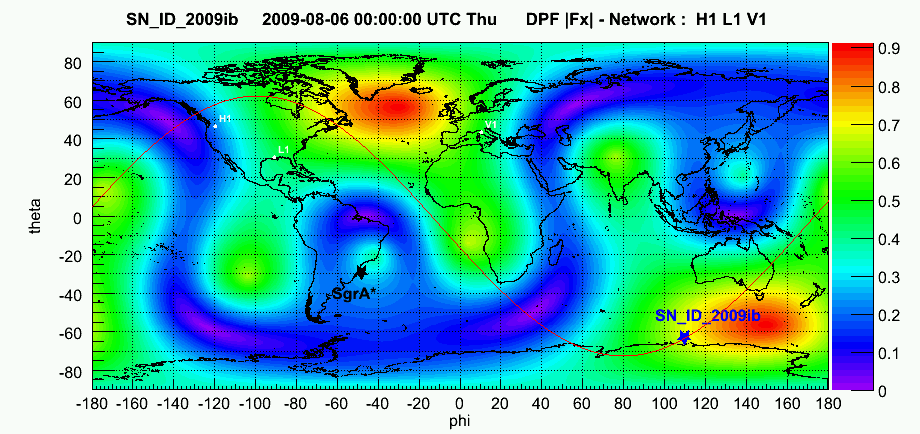 SN_ID_2009ib 2009-08-06 00:00:00 UTC Thu DPF |Fx| - Network : H1 L1 V1
theta
80
60
40
20
0
-20
-40
-60
-80
H1
L1
V1
SgrA*
SN_ID_2009ib
0.9
0.8
0.7
0.6
0.5
0.4
0.3
0.2
0.1
0
-180 -160 -140 -120 -100 -80 -60 -40 -20 0 20 40 60 80 100 120 140 160 180
phi